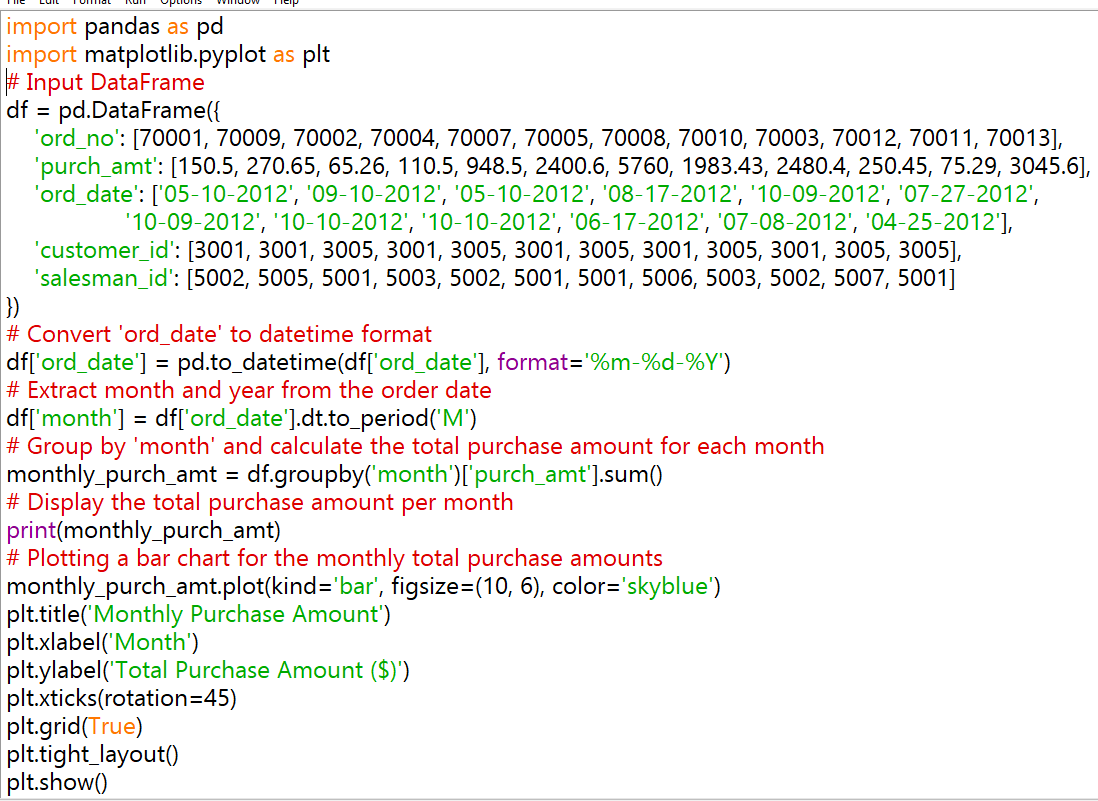 File Edit Format Run Options Window Help
import pandas as pd
import matplotlib.pyplot as plt
# Input DataFrame
df = pd.DataFrame({
    'ord_no': [70001, 70009, 70002, 70004, 70007, 70005, 70008, 70010, 70003, 70012, 70011, 70013],
    'purch_amt': [150.5, 270.65, 65.26, 110.5, 948.5, 2400.6, 5760, 1983.43, 2480.4, 250.45, 75.29, 3045.6],
    'ord_date': ['05-10-2012', '09-10-2012', '05-10-2012', '08-17-2012', '10-09-2012', '07-27-2012',
                 '10-09-2012', '10-10-2012', '10-10-2012', '06-17-2012', '07-08-2012', '04-25-2012'],
    'customer_id': [3001, 3001, 3005, 3001, 3005, 3001, 3005, 3001, 3005, 3001, 3005, 3005],
    'salesman_id': [5002, 5005, 5001, 5003, 5002, 5001, 5001, 5006, 5003, 5002, 5007, 5001]
})
# Convert 'ord_date' to datetime format
df['ord_date'] = pd.to_datetime(df['ord_date'], format='%m-%d-%Y')
# Extract month and year from the order date
df['month'] = df['ord_date'].dt.to_period('M')
# Group by 'month' and calculate the total purchase amount for each month
monthly_purch_amt = df.groupby('month')['purch_amt'].sum()
# Display the total purchase amount per month
print(monthly_purch_amt)
# Plotting a bar chart for the monthly total purchase amounts
monthly_purch_amt.plot(kind='bar', figsize=(10, 6), color='skyblue')
plt.title('Monthly Purchase Amount')
plt.xlabel('Month')
plt.ylabel('Total Purchase Amount ($)')
plt.xticks(rotation=45)
plt.grid(True)
plt.tight_layout()
plt.show()